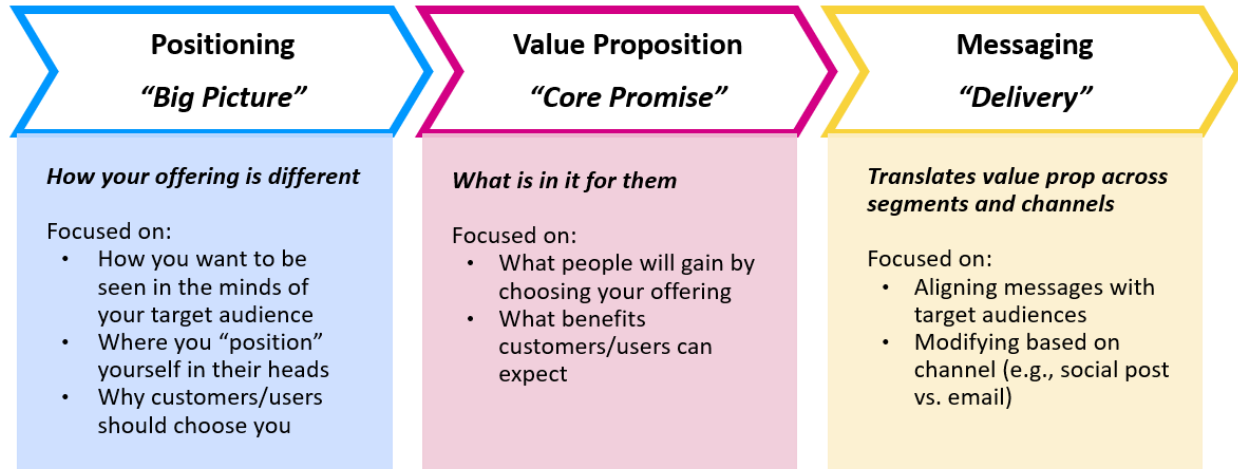 Positioning
“Big Picture”
How your offering is different
Focused on:
• How you want to be
seen in the minds of
your target audience
• Where you “position”
yourself in their heads
• Why customers/users
should choose you
Value Proposition
“Core Promise”
What is in it for them
Focused on:
• What people will gain by
choosing your offering
• What benefits
customers/users can
expect
Messaging
“Delivery”
Translates value prop across
segments and channels
Focused on:
• Aligning messages with
target audiences
• Modifying based on
channel (e.g., social post
vs. email)